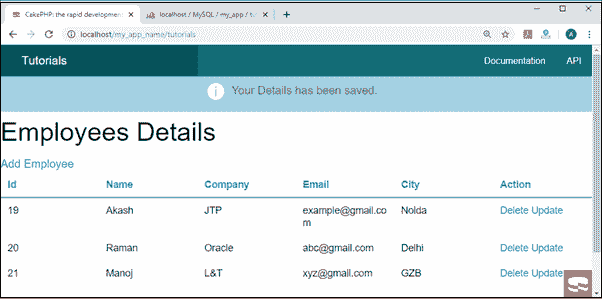 CakePHP: the rapid developmen
localhost / MySQL / my_app / tut
localhost/my_app_name/tutorials
A
Tutorials
Documentation API
i Your Details has been saved.
Employees Details
Add Employee
Id Name Company Email City Action
19 Akash JTP example@gmail.co Noida Delete Update
m
20 Raman Oracle abc@gmail.com Delhi Delete Update
21 Manoj L&T xyz@gmail.com GZB Delete Update